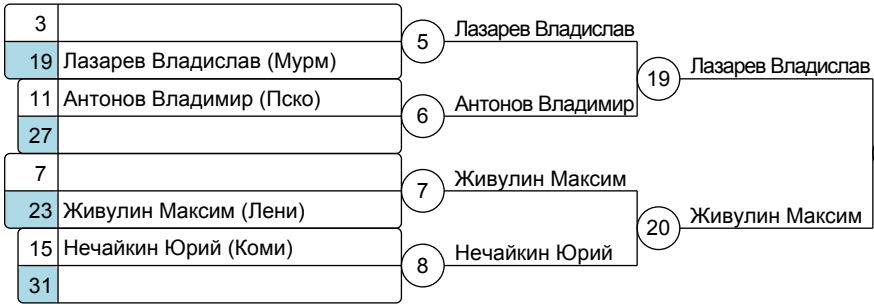 3
5
Лазарев Владислав
19 Лазарев Владислав (Мурм)
19
Лазарев Владислав
11 Антонов Владимир (Пско)
6
Антонов Владимир
27
7
7
Живулин Максим
23 Живулин Максим (Лени)
20
Живулин Максим
15 Нечайкин Юрий (Коми)
8
Нечайкин Юрий
31